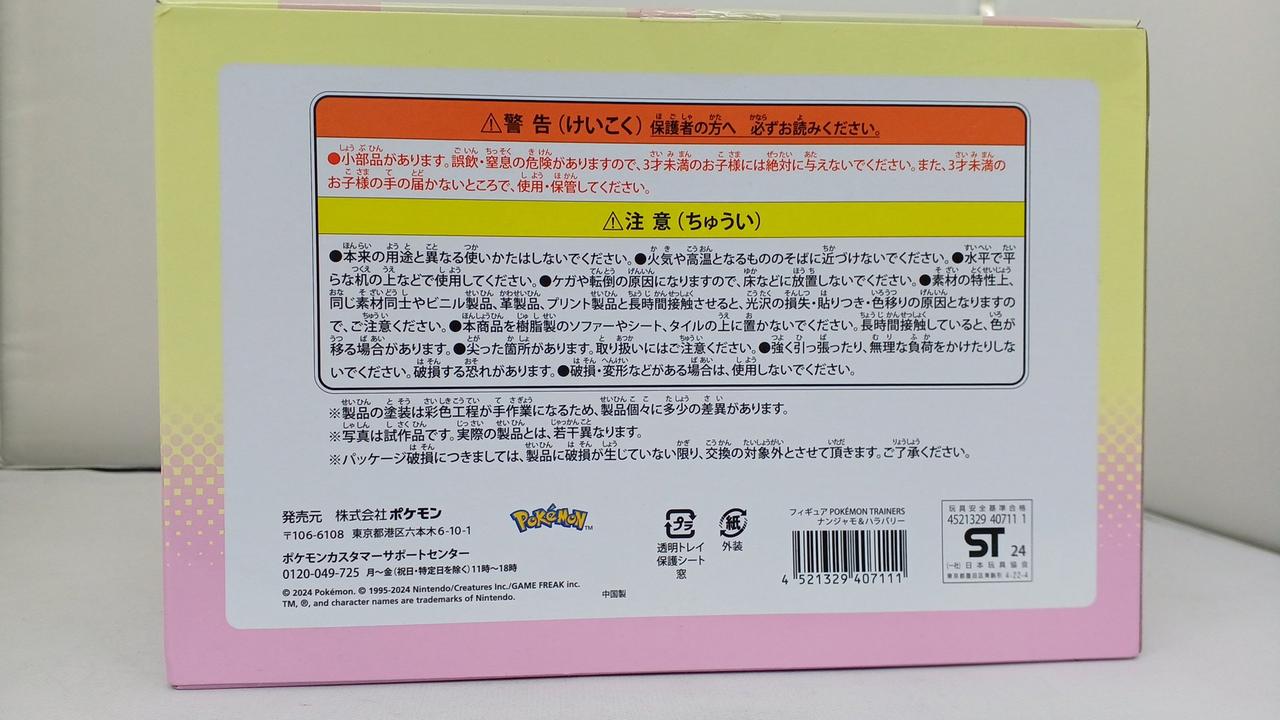 ⚠警告(けいこく) 保護者の方へ 必ずお読みください。
●小部品があります。誤飲・窒息の危険がありますので、3才未満のお子様には絶対に与えないでください。また、3才未満の
お子様の手の届かないところで、使用・保管してください。
⚠注意(ちゅうい)
●本来の用途と異なる使いかたはしないでください。●火気や高温となるもののそばに近づけないでください。●水平で平
らな机の上などで使用してください。●ケガや転倒の原因になりますので、床などに放置しないでください。●素材の特性上、
同じ素材同士やビニル製品、革製品、プリント製品と長時間接触させると、光沢の損失・貼りつき・色移りの原因となりますの
で、ご注意ください。●本商品を樹脂製のソファーやシート、タイルの上に置かないでください。長時間接触していると、色が
移る場合があります。●尖った箇所があります。取り扱いにはご注意ください。●強く引っ張ったり、無理な負荷をかけたりしな
いでください。破損する恐れがあります。●破損・変形などがある場合は、使用しないでください。
※製品の塗装は彩色工程が手作業になるため、製品個々に多少の差異があります。
※写真は試作品です。実際の製品とは、若干異なります。
※パッケージ破損につきましては、製品に破損が生じていない限り、交換の対象外とさせて頂きます。ご了承ください。
発売元 株式会社ポケモン
〒106-6108 東京都港区六本木6-10-1
ポケモンカスタマーサポートセンター
0120-049-725 月〜金(祝日・特定日を除く)11時〜18時
© 2024 Pokémon. © 1995-2024 Nintendo/Creatures Inc./GAME FREAK inc.
TM, ®, and character names are trademarks of Nintendo.
中国製
POKÉMON TM
プラ
透明トレイ
保護シート
窓
紙
外装
フィギュア POKÉMON TRAINERS
ナンジャモ&ハラバリー
4 521329 407111
玩具安全基準合格
4521329 40711 1
ST 24
(一社)日本玩具協会
東京都墨田区東駒形 4-22-4